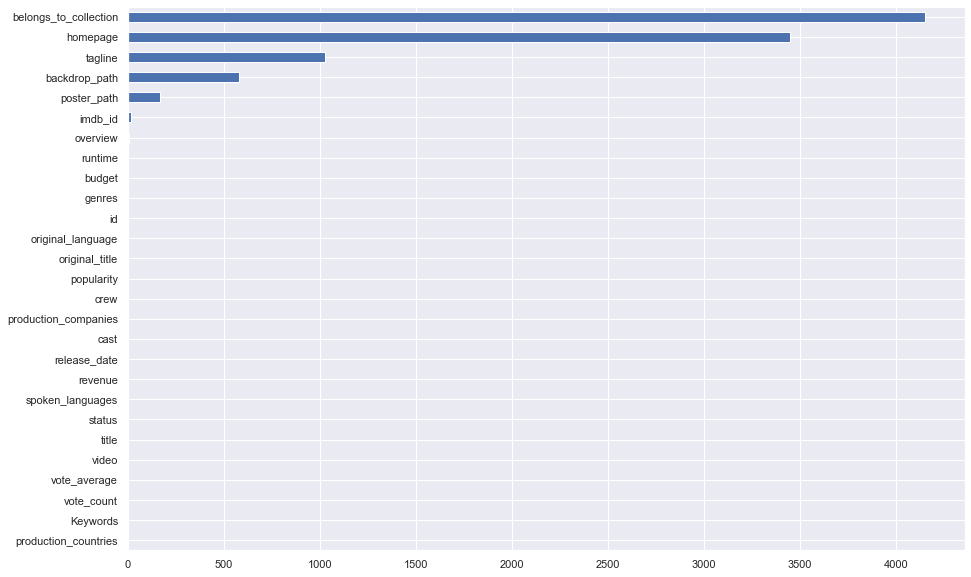 belongs_to_collection
homepage
tagline
backdrop_path
poster_path
imdb_id
overview
runtime
budget
genres
id
original_language
original_title
popularity
crew
production_companies
cast
release_date
revenue
spoken_languages
status
title
video
vote_average
vote_count
Keywords
production_countries
0 500 1000 1500 2000 2500 3000 3500 4000